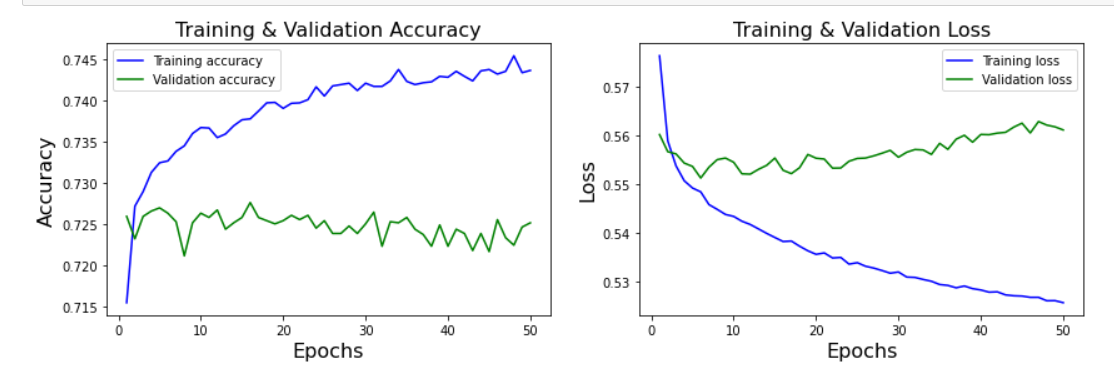 Training & Validation Accuracy
Training accuracy
Validation accuracy
0.745
0.740
0.735
0.730
0.725
0.720
0.715
Accuracy
0 10 20 30 40 50
Epochs
Training & Validation Loss
Training loss
Validation loss
0.57
0.56
0.55
0.54
0.53
Loss
0 10 20 30 40 50
Epochs